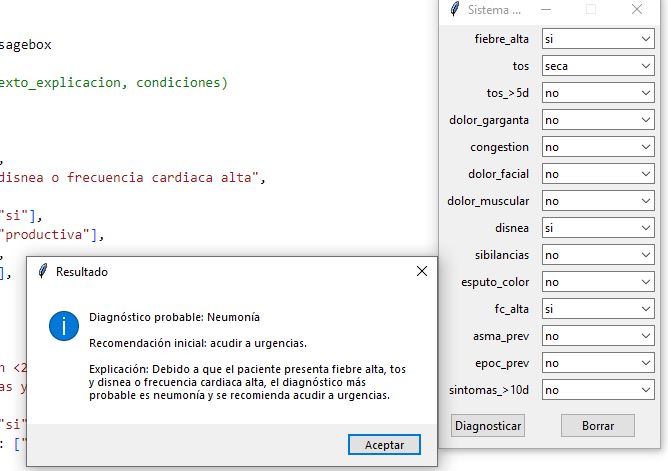 sagebox
exto_explicacion, condiciones)
,
disnea o frecuencia cardiaca alta",
"si"],
"productiva"],
,
],
n <2
as y
"si"
: ["
Resultado
Diagnóstico probable: Neumonía
Recomendación inicial: acudir a urgencias.
Explicación: Debido a que el paciente presenta fiebre alta, tos
y disnea o frecuencia cardiaca alta, el diagnóstico más
probable es neumonía y se recomienda acudir a urgencias.
Aceptar
Sistema ...
fiebre_alta si
tos seca
tos_>5d no
dolor_garganta no
congestion no
dolor_facial no
dolor_muscular no
disnea si
sibilancias no
esputo_color no
fc_alta si
asma_prev no
epoc_prev no
sintomas_>10d no
Diagnosticar Borrar